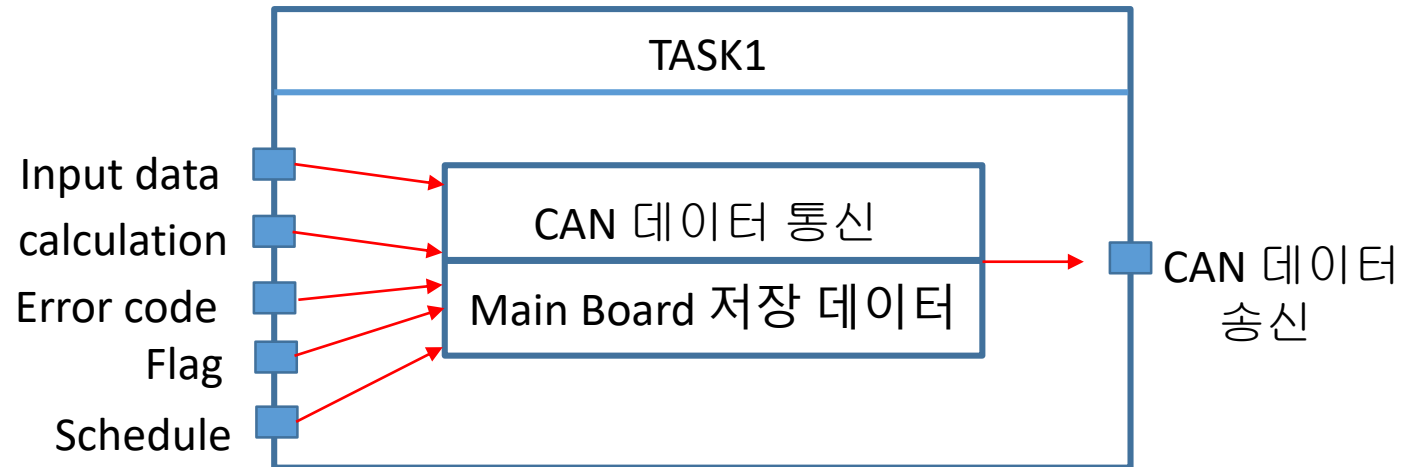 TASK1
Input data
calculation
Error code
Flag
Schedule
CAN 데이터 통신
Main Board 저장 데이터
CAN 데이터
송신